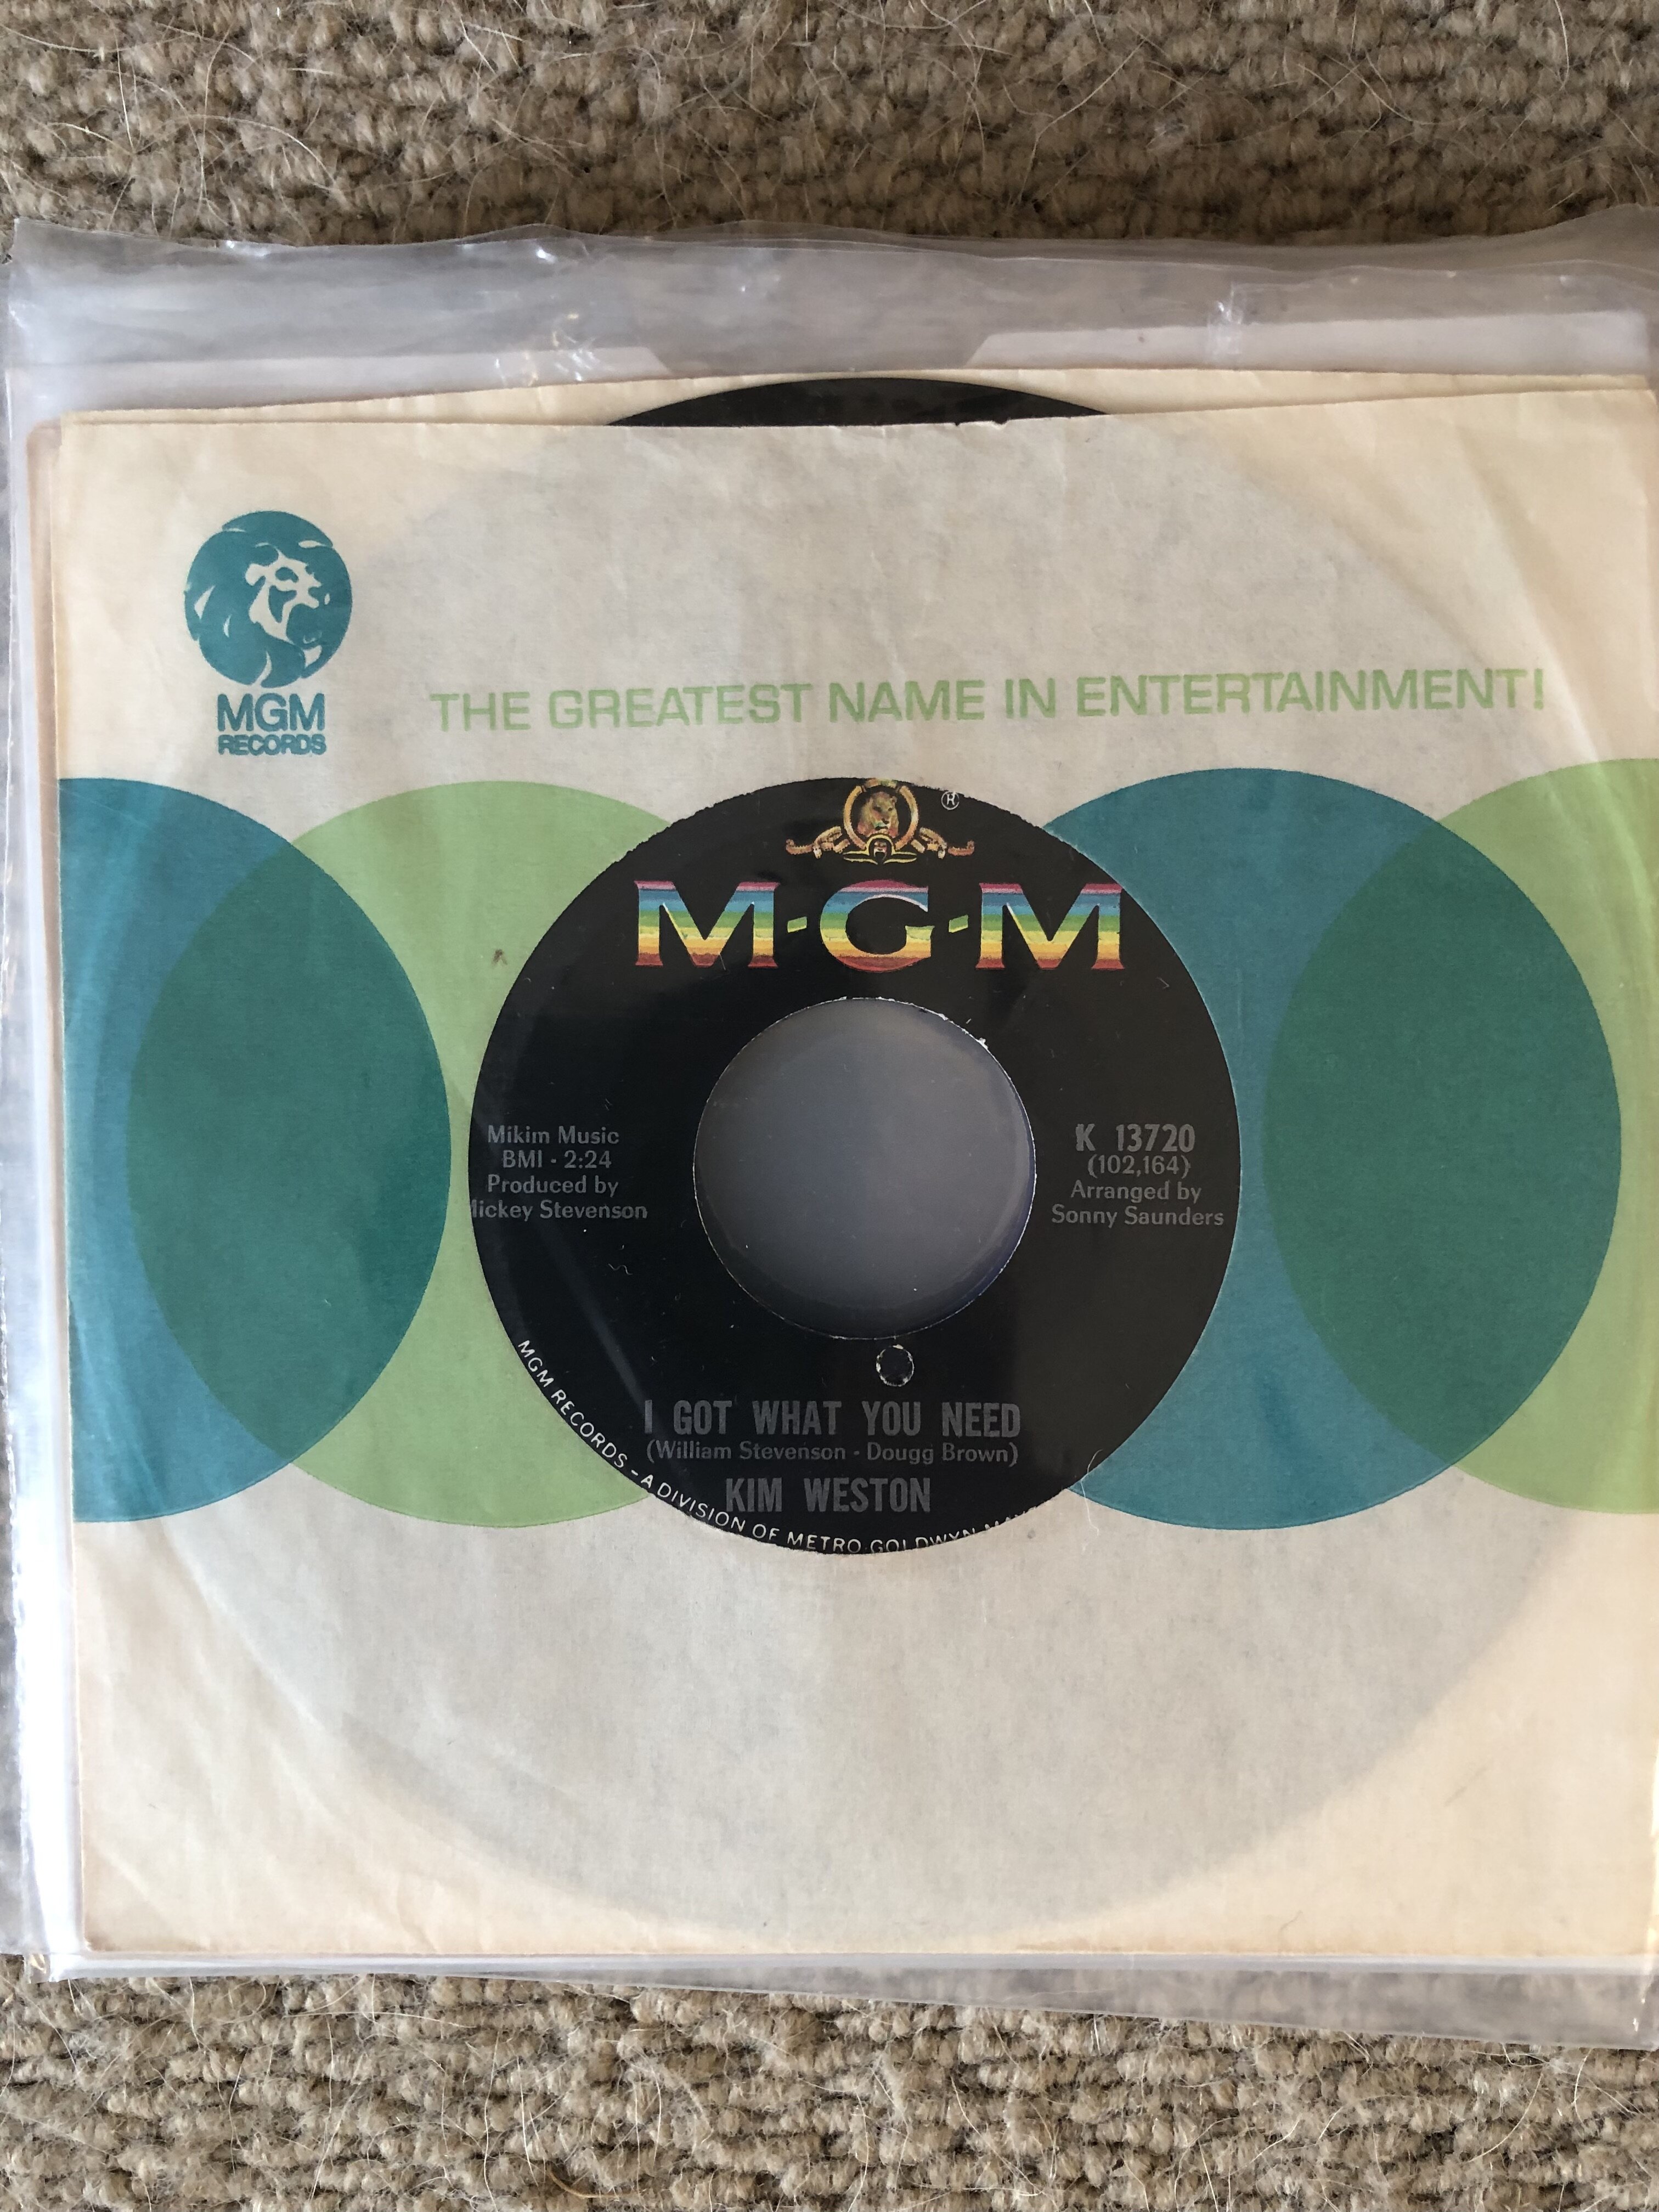 MGM
RECORDS
THE GREATEST NAME IN ENTERTAINMENT!
®
M-G-M
Mikim Music
BMI - 2:24
Produced by
Mickey Stevenson
K 13720
(102,164)
Arranged by
Sonny Saunders
I GOT WHAT YOU NEED
(William Stevenson - Dougg Brown)
KIM WESTON
MGM RECORDS - A DIVISION OF METRO GOLDWYN